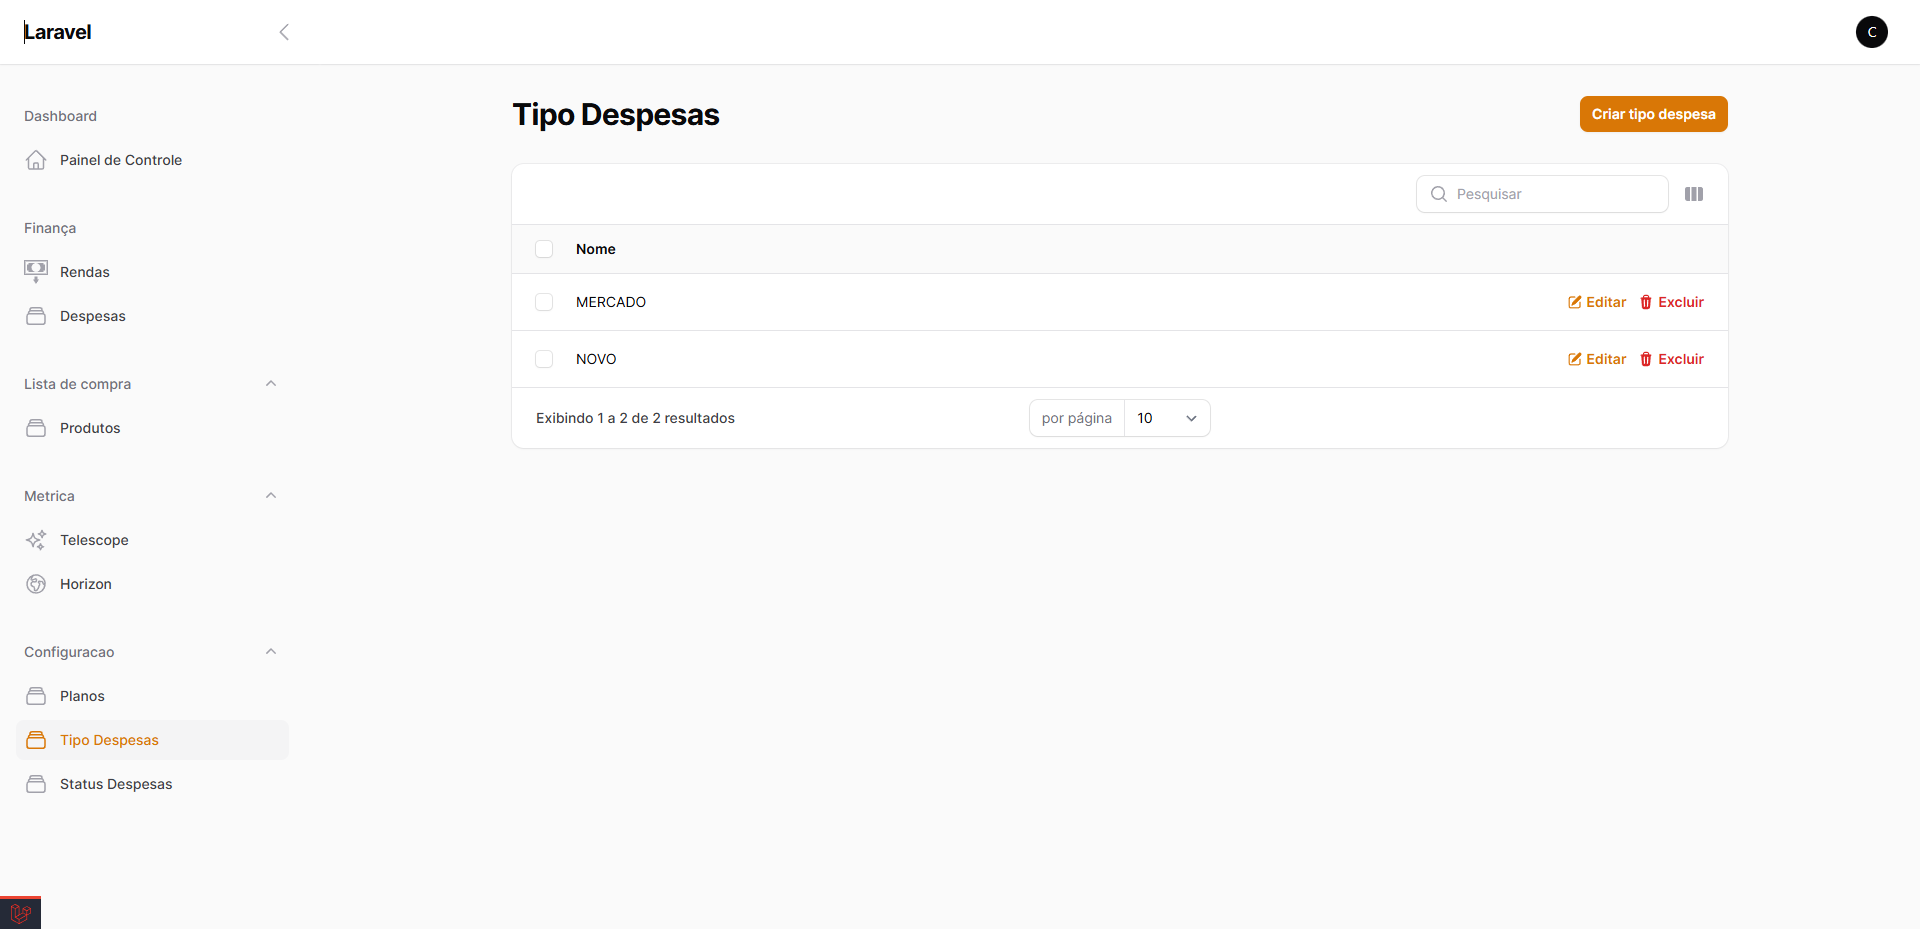 Laravel
C
Dashboard
Painel de Controle
Finança
Rendas
Despesas
Lista de compra
Produtos
Metrica
Telescope
Horizon
Configuracao
Planos
Tipo Despesas
Status Despesas
Tipo Despesas
Criar tipo despesa
Pesquisar
Nome
MERCADO Editar Excluir
NOVO Editar Excluir
Exibindo 1 a 2 de 2 resultados por página 10